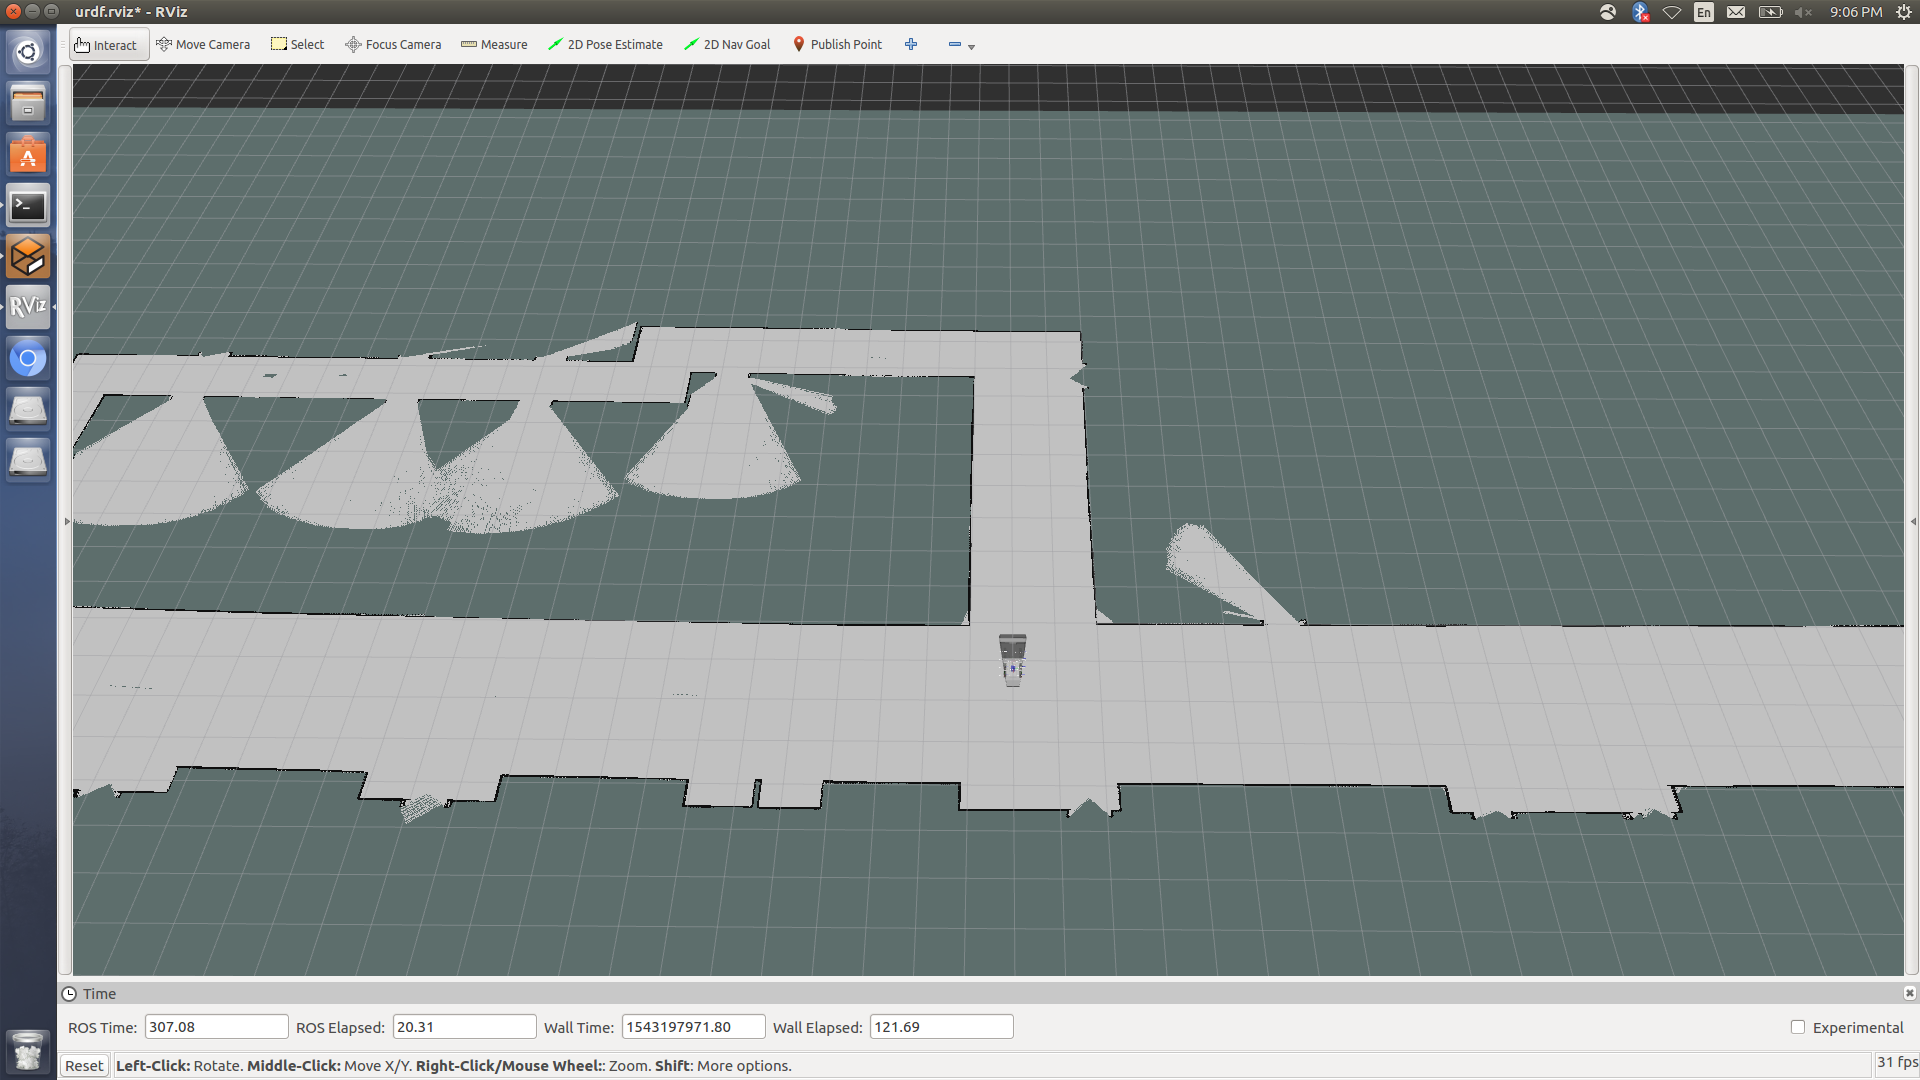 urdf.rviz* - RViz
En
9:06 PM
Interact Move Camera Select Focus Camera Measure 2D Pose Estimate 2D Nav Goal Publish Point
>_
RViz
Time
ROS Time: 307.08 ROS Elapsed: 20.31 Wall Time: 1543197971.80 Wall Elapsed: 121.69 Experimental
Reset Left-Click: Rotate. Middle-Click: Move X/Y. Right-Click/Mouse Wheel:: Zoom. Shift: More options. 31 fps